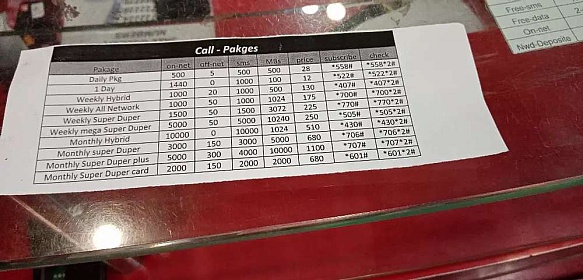 Call - Pakges
Pakage on-net off-net sms MBs price subscribe check
Daily Pkg 500 5 500 500 28 *558# *558*2#
1 Day 1440 0 1000 100 12 *522# *522*2#
Weekly Hybrid 1000 20 1000 500 130 *407# *407*2#
Weekly All Network 1000 50 1000 1024 175 *700# *700*2#
Weekly Super Duper 1500 50 1500 3072 225 *770# *770*2#
Weekly mega Super Duper 5000 50 5000 10240 250 *505# *505*2#
Monthly Hybrid 10000 0 10000 1024 510 *430# *430*2#
Monthly super Duper 3000 150 3000 5000 680 *706# *706*2#
Monthly Super Duper plus 5000 300 4000 10000 1100 *707# *707*2#
Monthly Super Duper card 2000 150 2000 2000 680 *601# *601*2#
Free-sms
Free-data
On-net
Nwd-Deposite